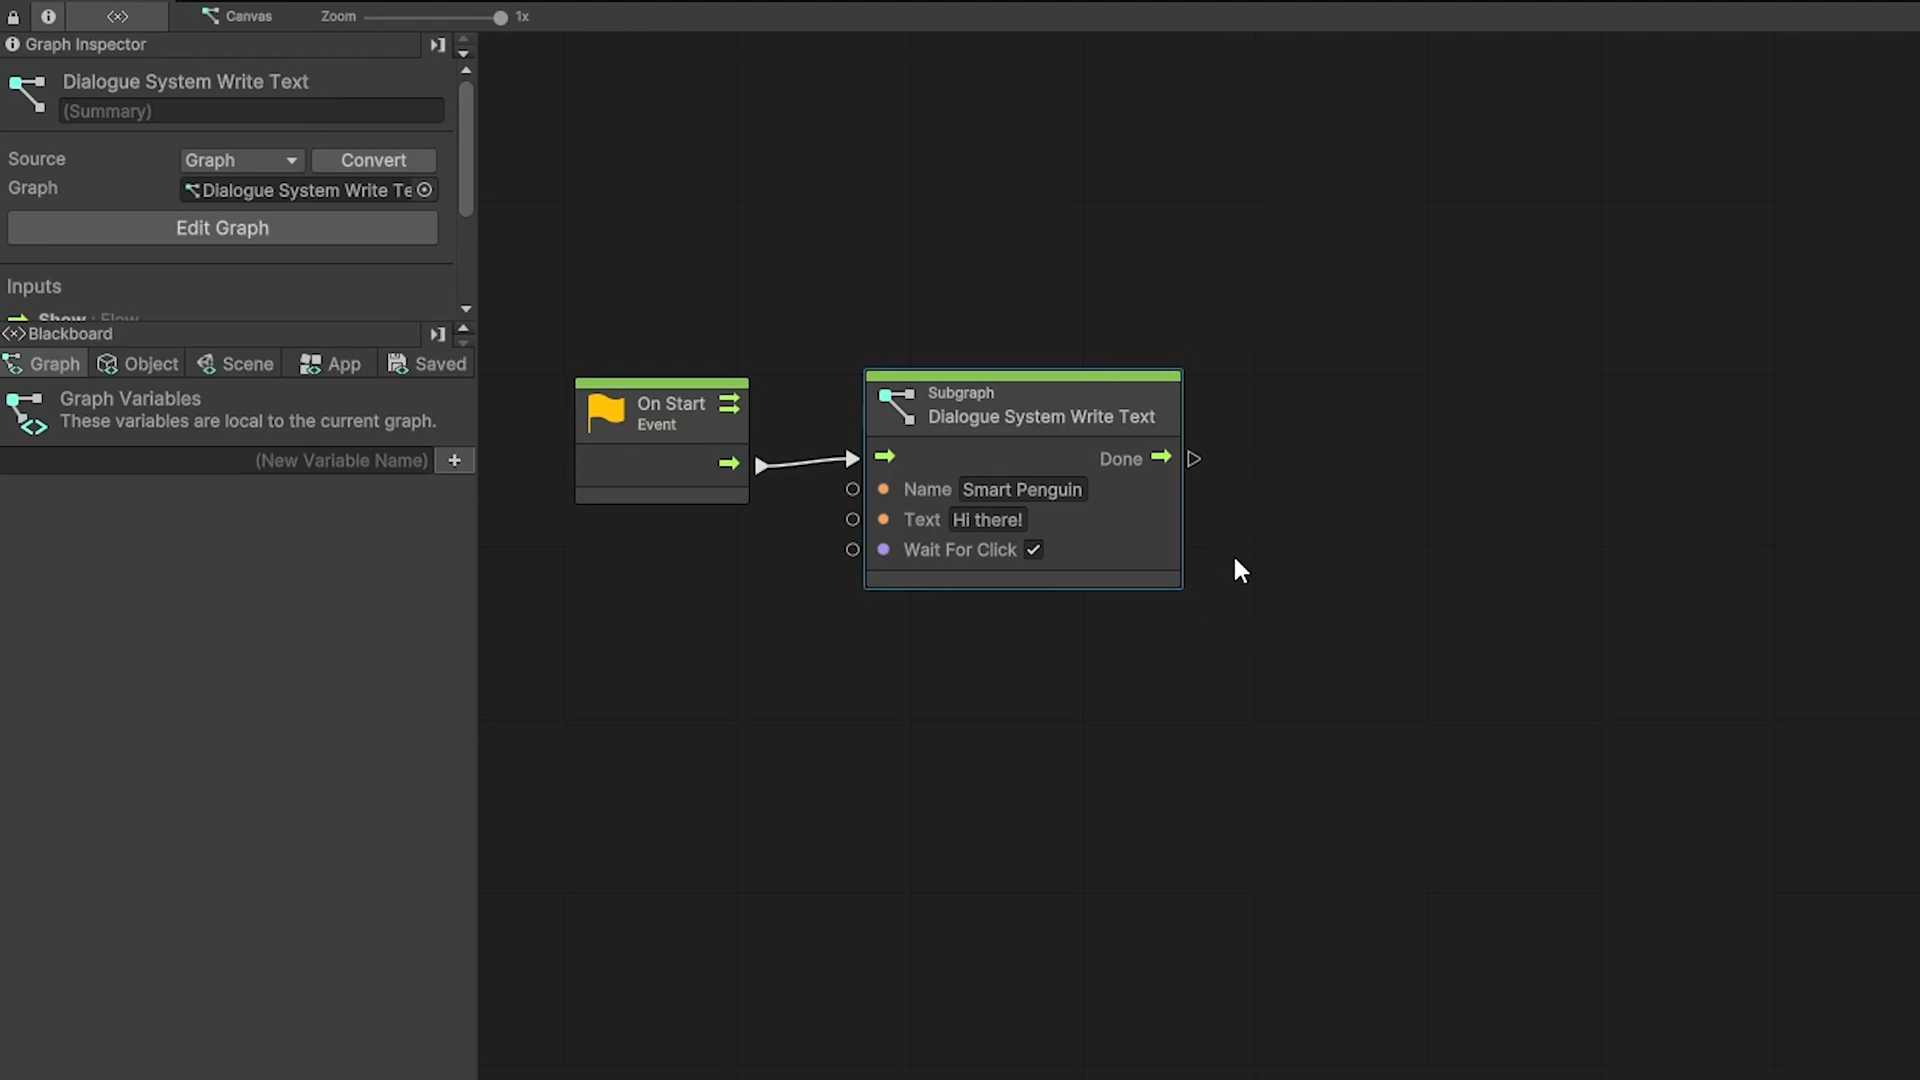 Canvas Zoom 1x
Graph Inspector
Dialogue System Write Text
(Summary)
Source Graph Convert
Graph Dialogue System Write Te
Edit Graph
Inputs
Show : Flow
Blackboard
Graph Object Scene App Saved
Graph Variables
These variables are local to the current graph.
(New Variable Name) +
On Start
Event
Subgraph
Dialogue System Write Text
Done
Name Smart Penguin
Text Hi there!
Wait For Click